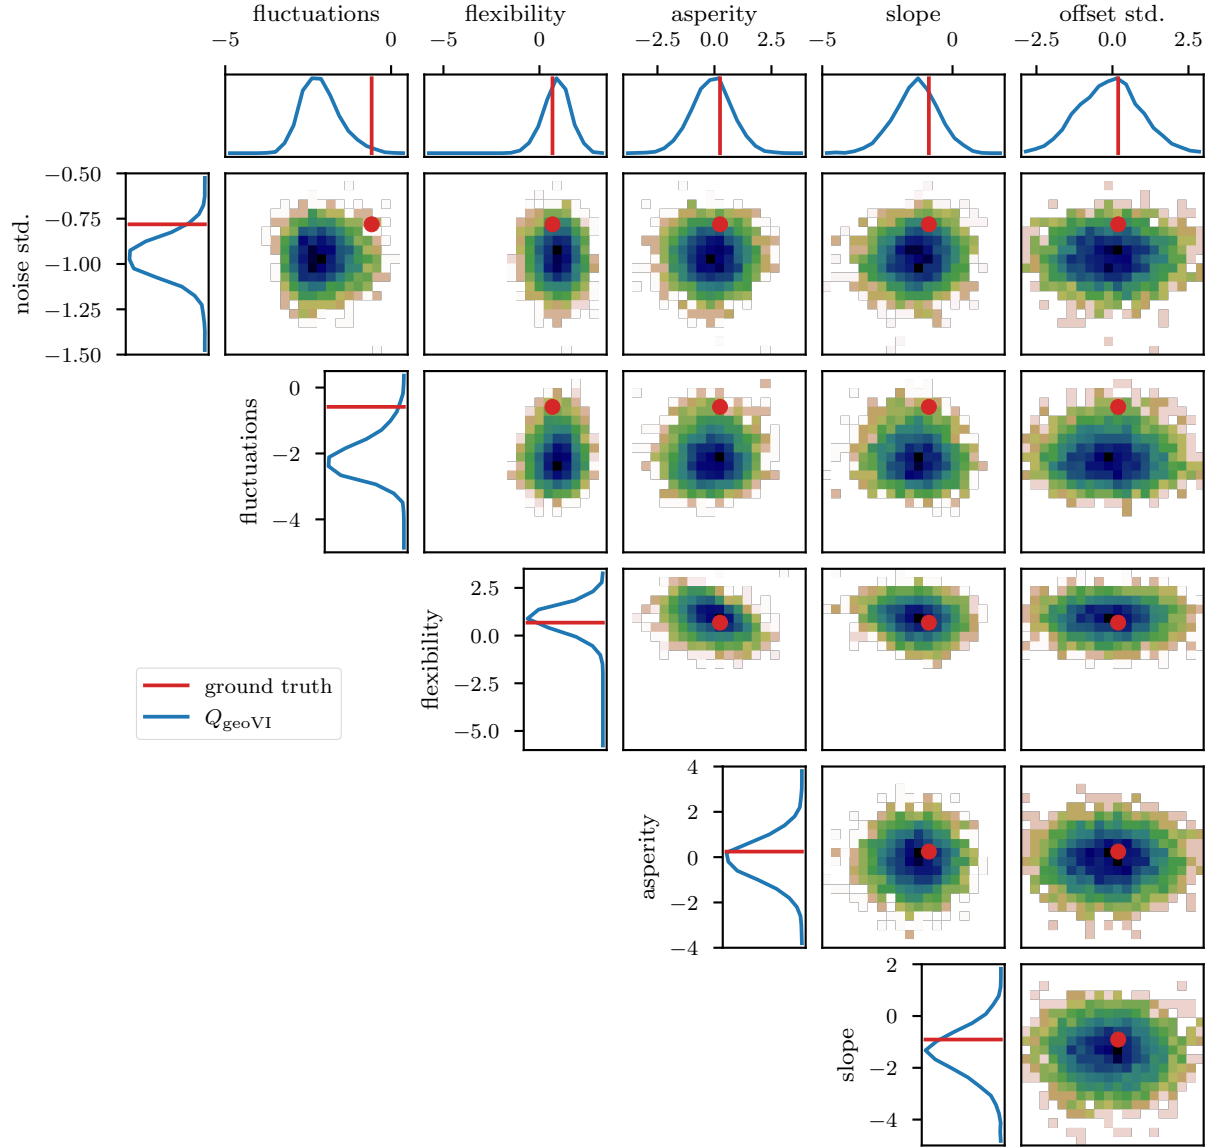 fluctuations flexibility asperity slope offset std.
−5 0 0 −2.5 0.0 2.5 −5 0 −2.5 0.0 2.5
noise std.
−0.50
−0.75
−1.00
−1.25
−1.50
fluctuations
0
−2
−4
flexibility
2.5
0.0
−2.5
−5.0
ground truth
Q_geoVI
asperity
4
2
0
−2
−4
slope
2
0
−2
−4